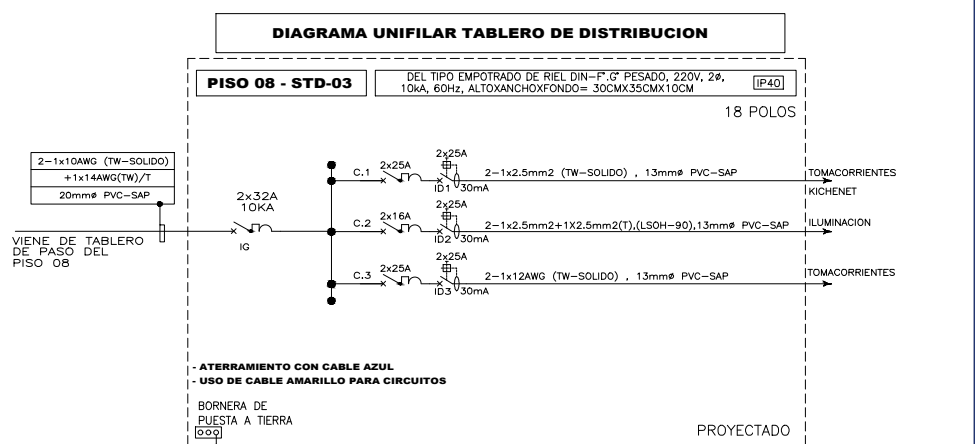 DIAGRAMA UNIFILAR TABLERO DE DISTRIBUCION
PISO 08 - STD-03
DEL TIPO EMPOTRADO DE RIEL DIN-F°.G° PESADO, 220V, 2ø,
10kA, 60Hz, ALTOXANCHOXFONDO= 30CMX35CMX10CM
IP40
18 POLOS
2-1x10AWG (TW-SOLIDO)
+1x14AWG(TW)/T
20mmø PVC-SAP
VIENE DE TABLERO
DE PASO DEL
PISO 08
2x32A
10KA
IG
C.1
2x25A
2x25A
ID1
30mA
2-1x2.5mm2 (TW-SOLIDO) , 13mmø PVC-SAP
TOMACORRIENTES
KICHENET
C.2
2x16A
2x25A
ID2
30mA
2-1x2.5mm2+1X2.5mm2(T),(LSOH-90),13mmø PVC-SAP
ILUMINACION
C.3
2x25A
2x25A
ID3
30mA
2-1x12AWG (TW-SOLIDO) , 13mmø PVC-SAP
TOMACORRIENTES
- ATERRAMIENTO CON CABLE AZUL
- USO DE CABLE AMARILLO PARA CIRCUITOS
BORNERA DE
PUESTA A TIERRA
PROYECTADO